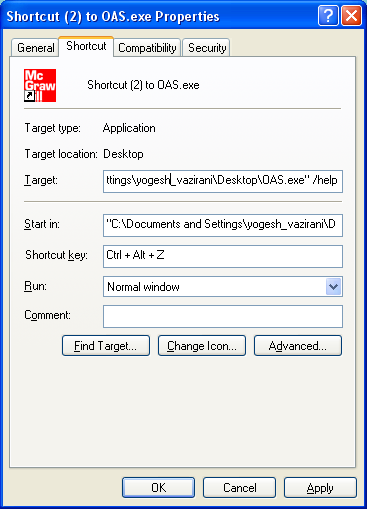 Shortcut (2) to OAS.exe Properties
General Shortcut Compatibility Security
Mc
Graw
Shortcut (2) to OAS.exe
Target type: Application
Target location: Desktop
Target: ttings\yogesh_vazirani\Desktop\OAS.exe" /help
Start in: "C:\Documents and Settings\yogesh_vazirani\D
Shortcut key: Ctrl + Alt + Z
Run: Normal window
Comment:
Find Target... Change Icon... Advanced...
OK Cancel Apply